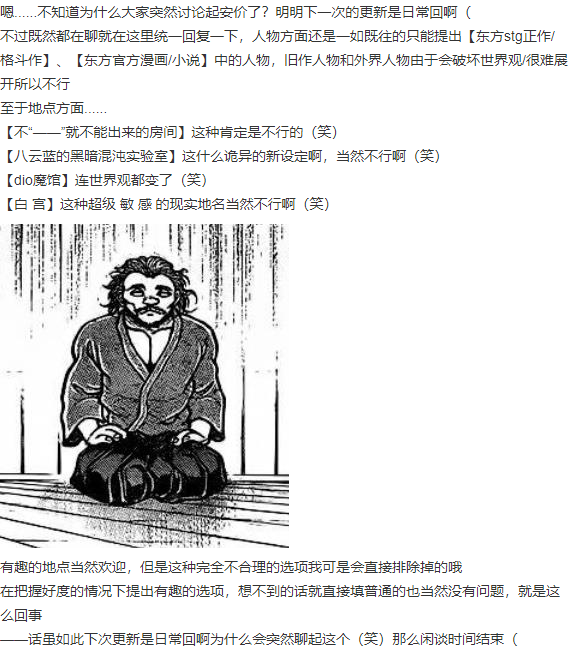 嗯......不知道为什么大家突然讨论起安价了？明明下一次的更新是日常回啊（
不过既然都在聊就在这里统一回复一下，人物方面还是一如既往的只能提出【东方stg正作/
格斗作】、【东方官方漫画/小说】中的人物，旧作人物和外界人物由于会破坏世界观/很难展
开所以不行
至于地点方面......
【不“——”就不能出来的房间】这种肯定是不行的（笑）
【八云蓝的黑暗混沌实验室】这什么诡异的新设定啊，当然不行啊（笑）
【dio魔馆】连世界观都变了（笑）
【白 宫】这种超级 敏 感 的现实地名当然不行啊（笑）
有趣的地点当然欢迎，但是这种完全不合理的选项我可是会直接排除掉的哦
在把握好度的情况下提出有趣的选项，想不到的话就直接填普通的也当然没有问题，就是这
么回事
——话虽如此下次更新是日常回啊为什么会突然聊起这个（笑）那么闲谈时间结束（